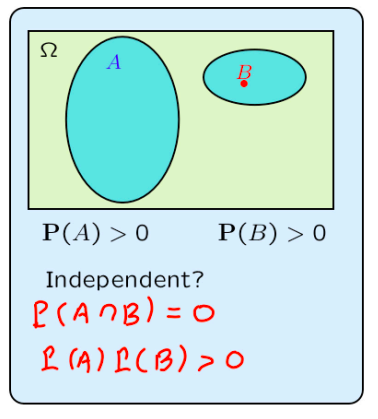 Ω
A
B
P(A) > 0 P(B) > 0
Independent?
P(A ∩ B) = 0
P(A) P(B) > 0